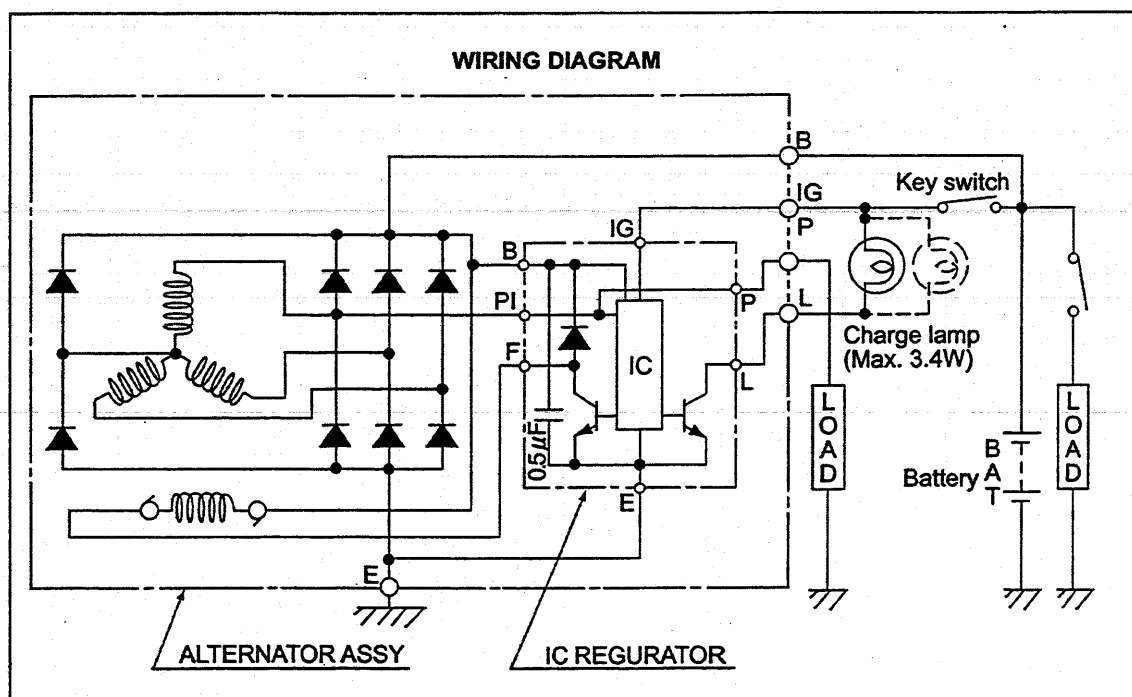 WIRING DIAGRAM
B
IG
Key switch
P
IG
B
PI
P
L
F
IC
L
Charge lamp
(Max. 3.4W)
0.5μF
LOAD
LOAD
Battery
BAT
E
E
ALTERNATOR ASSY
IC REGURATOR